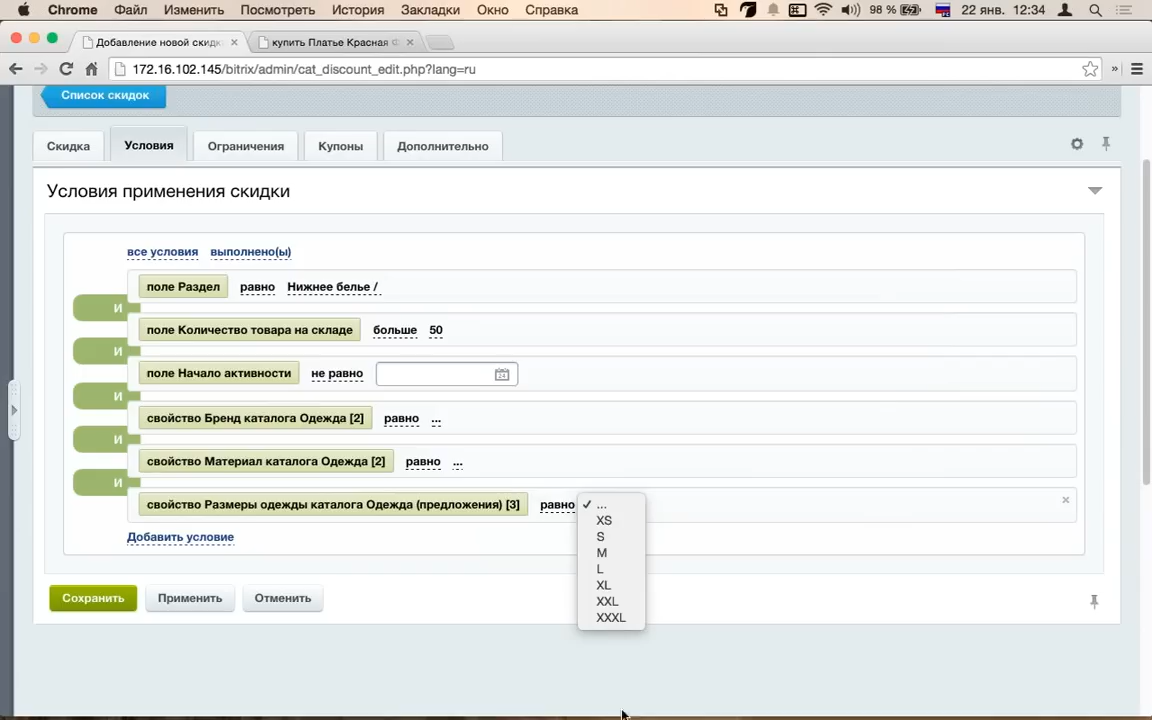 Chrome Файл Изменить Просмотреть История Закладки Окно Справка 98 % 22 янв. 12:34
Добавление новой скидк × купить Платье Красная Ф ×
172.16.102.145/bitrix/admin/cat_discount_edit.php?lang=ru »
Список скидок
Скидка Условия Ограничения Купоны Дополнительно
Условия применения скидки
все условия выполнено(ы)
поле Раздел равно Нижнее белье /
И
поле Количество товара на складе больше 50
И
поле Начало активности не равно
И
свойство Бренд каталога Одежда [2] равно ...
И
свойство Материал каталога Одежда [2] равно ...
И
свойство Размеры одежды каталога Одежда (предложения) [3] равно ✓ ...
XS
S
M
L
XL
XXL
XXXL
Добавить условие
Сохранить Применить Отменить